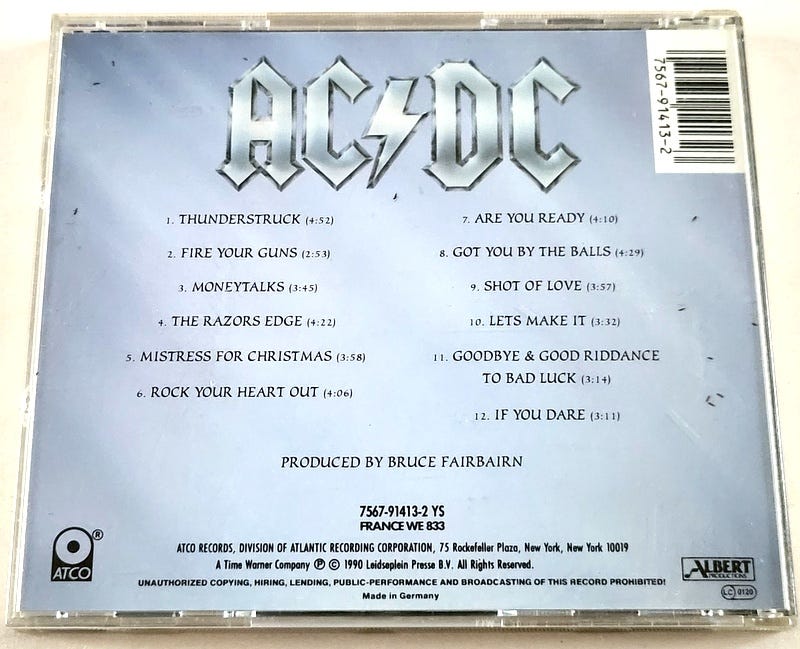 AC⚡DC
7567-91413-2
1. THUNDERSTRUCK (4:52)
2. FIRE YOUR GUNS (2:53)
3. MONEYTALKS (3:45)
4. THE RAZORS EDGE (4:22)
5. MISTRESS FOR CHRISTMAS (3:58)
6. ROCK YOUR HEART OUT (4:06)
7. ARE YOU READY (4:10)
8. GOT YOU BY THE BALLS (4:29)
9. SHOT OF LOVE (3:57)
10. LETS MAKE IT (3:32)
11. GOODBYE & GOOD RIDDANCE
TO BAD LUCK (3:14)
12. IF YOU DARE (3:11)
PRODUCED BY BRUCE FAIRBAIRN
7567-91413-2 YS
FRANCE WE 833
ATCO®
ATCO RECORDS, DIVISION OF ATLANTIC RECORDING CORPORATION, 75 Rockefeller Plaza, New York, New York 10019
A Time Warner Company ℗ © 1990 Leidseplein Presse B.V. All Rights Reserved.
UNAUTHORIZED COPYING, HIRING, LENDING, PUBLIC-PERFORMANCE AND BROADCASTING OF THIS RECORD PROHIBITED!
Made in Germany
ALBERT
PRODUCTIONS
LC 0120